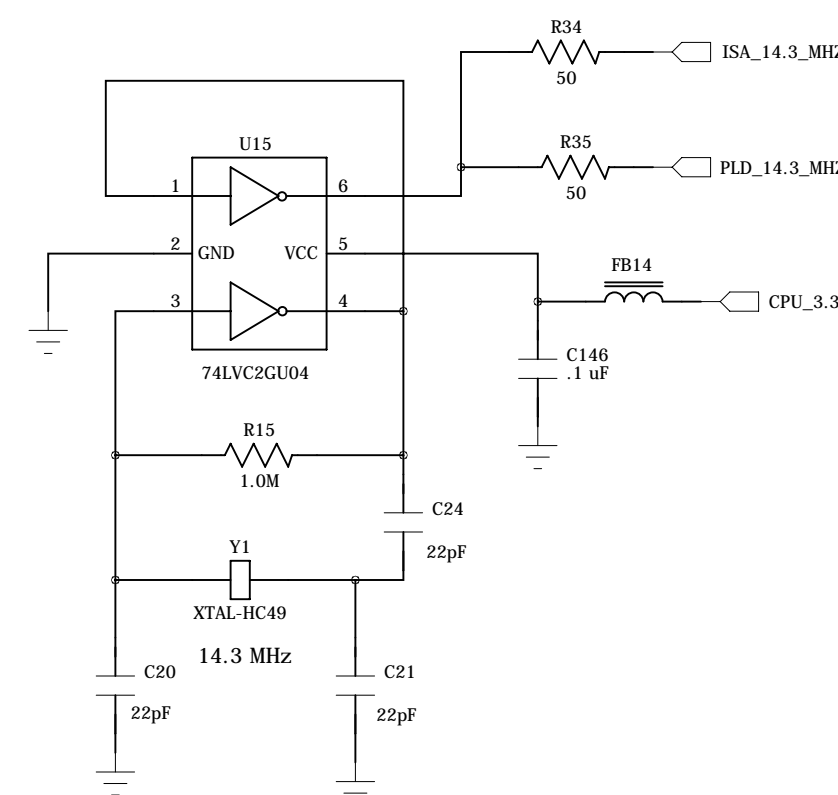 R34
ISA_14.3_MHZ
50
U15
R35
PLD_14.3_MHZ
50
1
6
2
GND
VCC
5
FB14
3
4
CPU_3.3
74LVC2GU04
C146
.1 uF
R15
1.0M
C24
22pF
Y1
XTAL-HC49
14.3 MHz
C20
22pF
C21
22pF